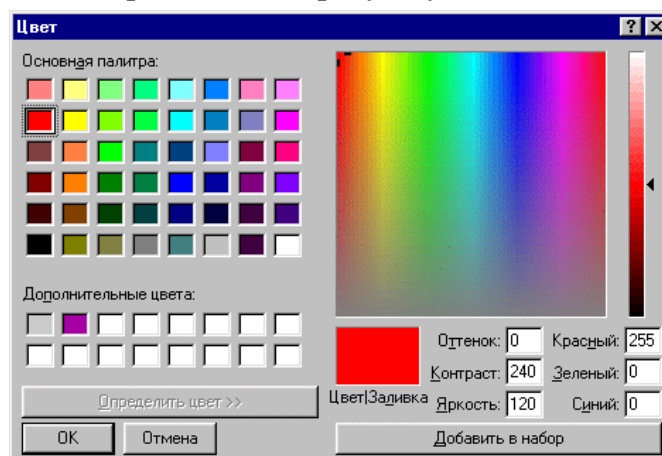 Цвет
Основная палитра:
Дополнительные цвета:
Определить цвет >>
ОК
Отмена
Цвет|Заливка
Оттенок: 0
Контраст: 240
Яркость: 120
Красный: 255
Зеленый: 0
Синий: 0
Добавить в набор